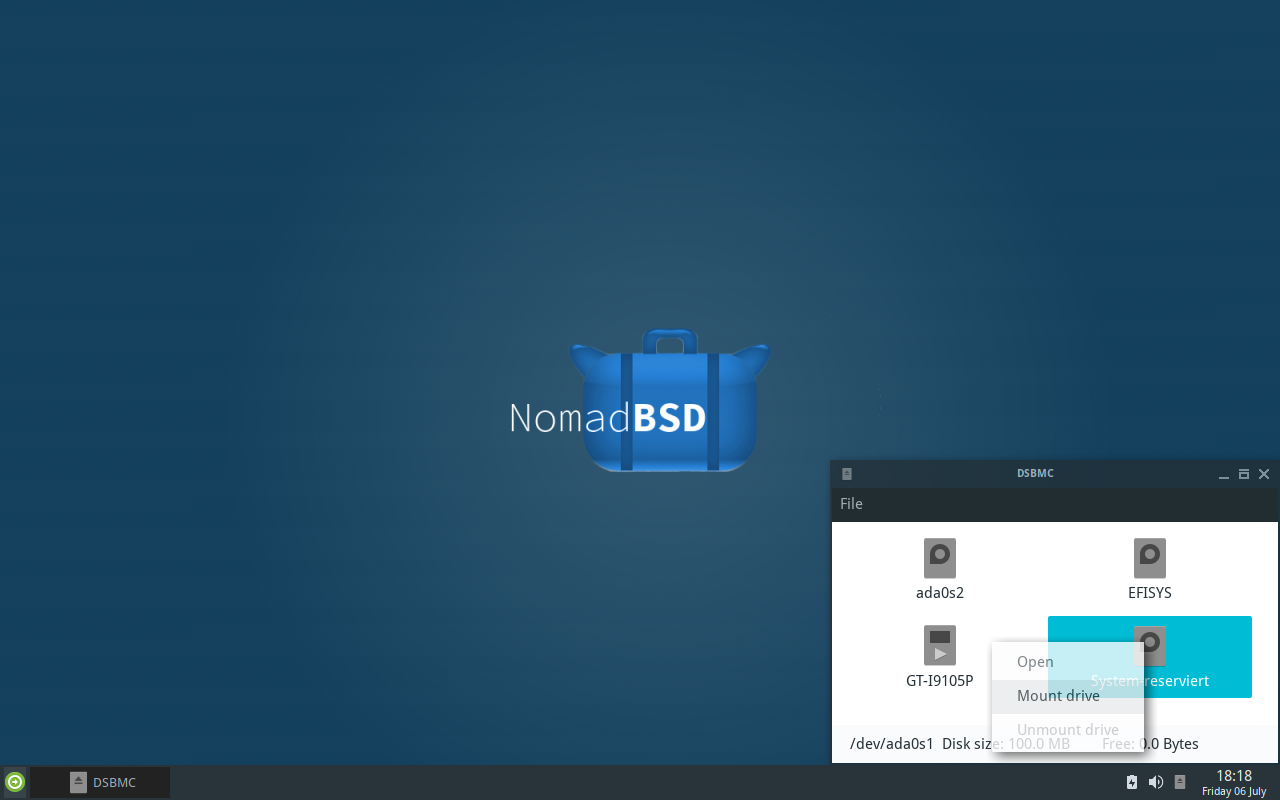 NomadBSD
DSBMC
File
ada0s2
EFISYS
GT-I9105P
System-reserviert
Open
Mount drive
Unmount drive
/dev/ada0s1 Disk size: 100.0 MB Free: 0.0 Bytes
DSBMC
18:18
Friday 06 July